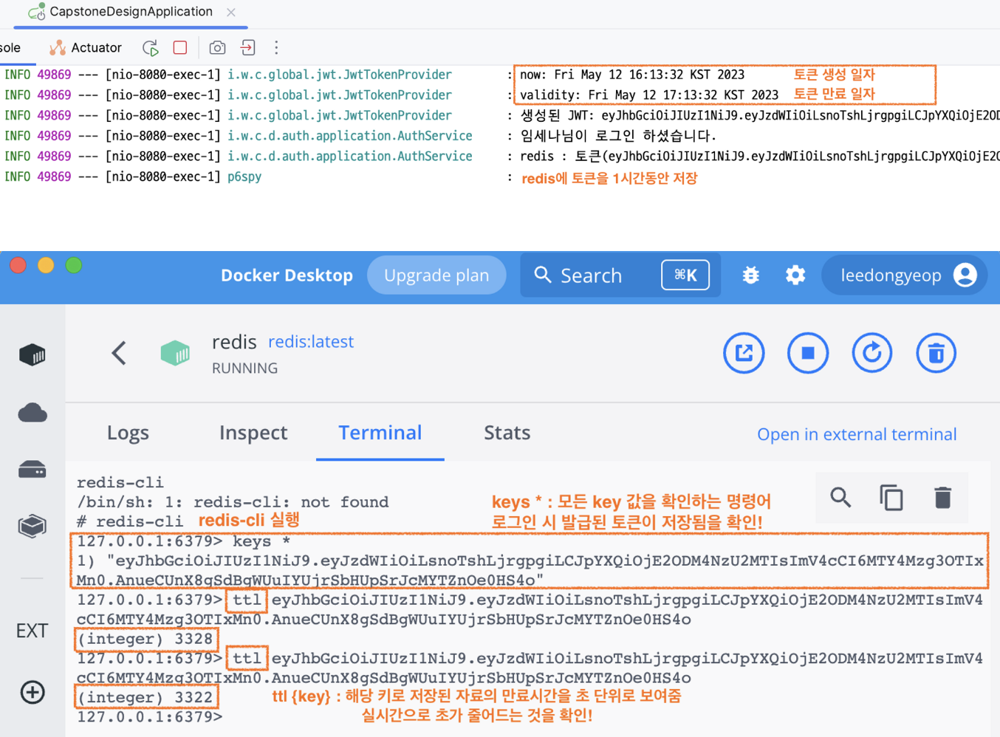 CapstoneDesignApplication
sole Actuator
INFO 49869 --- [nio-8080-exec-1] i.w.c.global.jwt.JwtTokenProvider : now: Fri May 12 16:13:32 KST 2023 토큰 생성 일자
INFO 49869 --- [nio-8080-exec-1] i.w.c.global.jwt.JwtTokenProvider : validity: Fri May 12 17:13:32 KST 2023 토큰 만료 일자
INFO 49869 --- [nio-8080-exec-1] i.w.c.global.jwt.JwtTokenProvider : 생성된 JWT: eyJhbGciOiJIUzI1NiJ9.eyJzdWIiOiLsnoTshLjrgpgiLCJpYXQiOjE2OD
INFO 49869 --- [nio-8080-exec-1] i.w.c.d.auth.application.AuthService : 임세나님이 로그인 하셨습니다.
INFO 49869 --- [nio-8080-exec-1] i.w.c.d.auth.application.AuthService : redis : 토큰(eyJhbGciOiJIUzI1NiJ9.eyJzdWIiOiLsnoTshLjrgpgiLCJpYXQiOjE2O
INFO 49869 --- [nio-8080-exec-1] p6spy : redis에 토큰을 1시간동안 저장
Docker Desktop Upgrade plan Search ⌘K leedongyeop
redis redis:latest
RUNNING
Logs Inspect Terminal Stats Open in external terminal
redis-cli
/bin/sh: 1: redis-cli: not found
# redis-cli redis-cli 실행
keys * : 모든 key 값을 확인하는 명령어
로그인 시 발급된 토큰이 저장됨을 확인!
127.0.0.1:6379> keys *
1) "eyJhbGciOiJIUzI1NiJ9.eyJzdWIiOiLsnoTshLjrgpgiLCJpYXQiOjE2ODM4NzU2MTIsImV4cCI6MTY4Mzg3OTIx
Mn0.AnueCUnX8gSdBgWUuIYUjrSbHUpSrJcMYTZnOe0HS4o"
127.0.0.1:6379> ttl eyJhbGciOiJIUzI1NiJ9.eyJzdWIiOiLsnoTshLjrgpgiLCJpYXQiOjE2ODM4NzU2MTIsImV4
cCI6MTY4Mzg3OTIxMn0.AnueCUnX8gSdBgWUuIYUjrSbHUpSrJcMYTZnOe0HS4o
(integer) 3328
127.0.0.1:6379> ttl eyJhbGciOiJIUzI1NiJ9.eyJzdWIiOiLsnoTshLjrgpgiLCJpYXQiOjE2ODM4NzU2MTIsImV4
cCI6MTY4Mzg3OTIxMn0.AnueCUnX8gSdBgWUuIYUjrSbHUpSrJcMYTZnOe0HS4o
(integer) 3322
ttl {key} : 해당 키로 저장된 자료의 만료시간을 초 단위로 보여줌
실시간으로 초가 줄어드는 것을 확인!
127.0.0.1:6379>
EXT